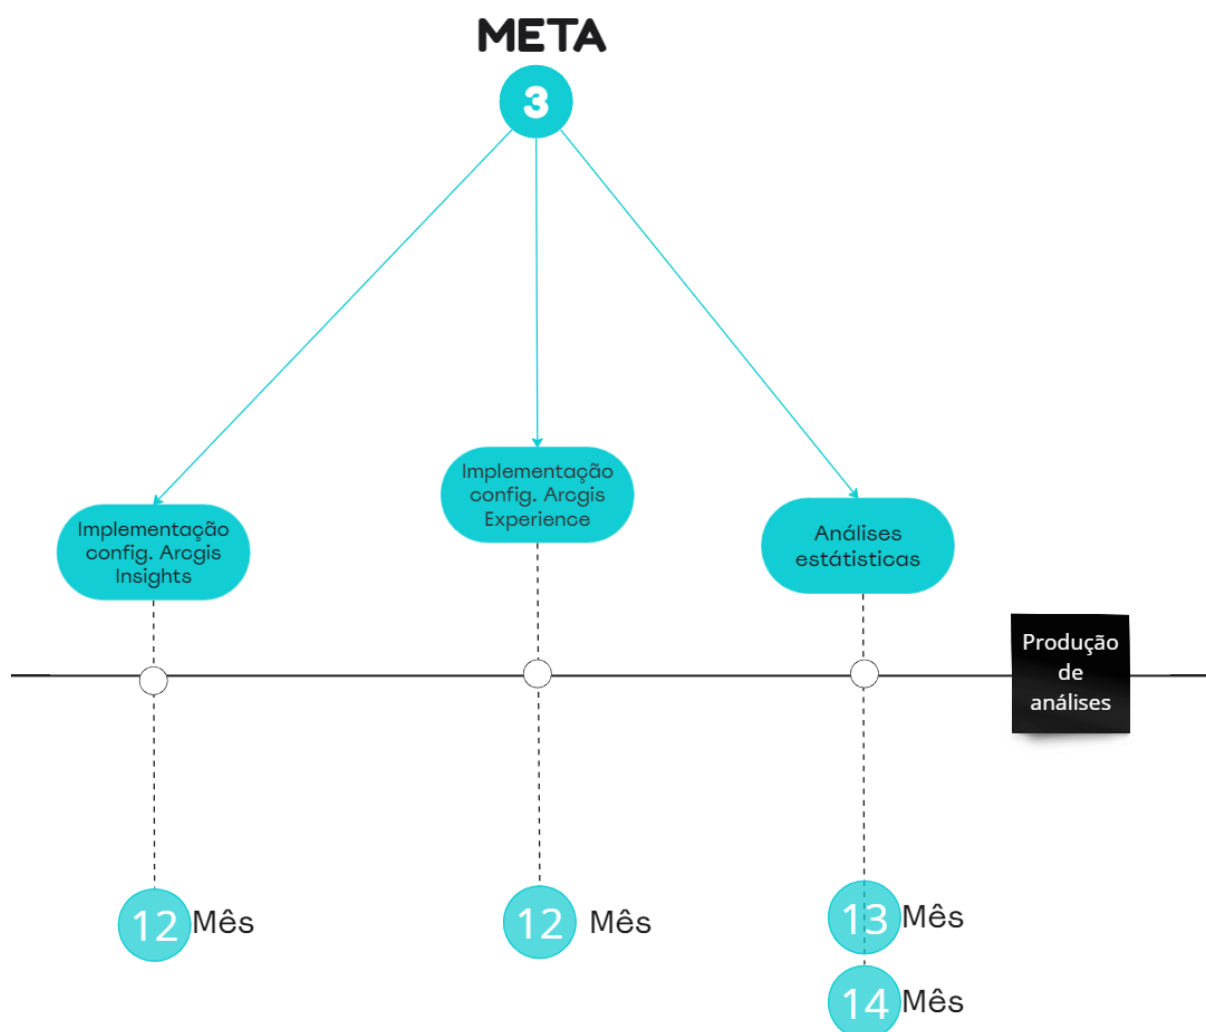 META
3
Implementação
config. Arcgis
Insights
Implementação
config. Arcgis
Experience
Análises
estátisticas
Produção
de
análises
12 Mês
12 Mês
13 Mês
14 Mês